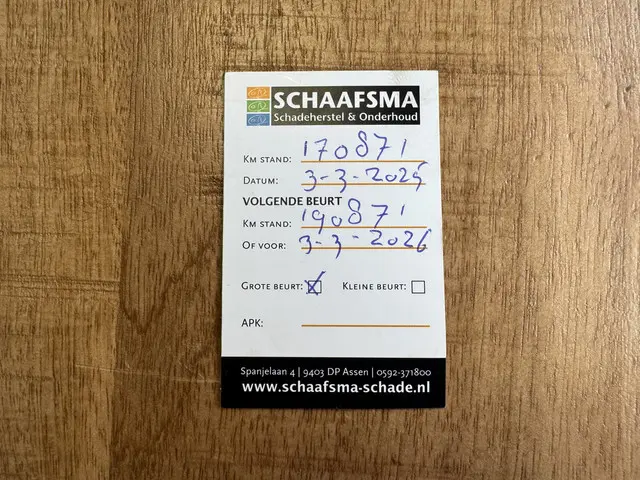 SCHAAFSMA
Schadeherstel & Onderhoud
KM STAND: 170871
DATUM: 3-3-2025
VOLGENDE BEURT
KM STAND: 190871
OF VOOR: 3-3-2026
GROTE BEURT: ☒ KLEINE BEURT: ☐
APK:
Spanjelaan 4 | 9403 DP Assen | 0592-371800
www.schaafsma-schade.nl